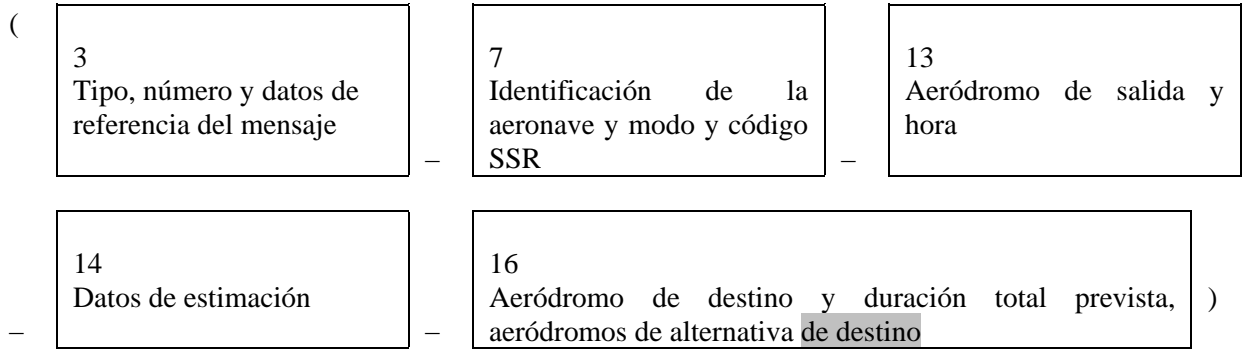 (
3
Tipo, número y datos de
referencia del mensaje
–
7
Identificación de la
aeronave y modo y código
SSR
–
13
Aeródromo de salida y
hora
–
14
Datos de estimación
–
16
Aeródromo de destino y duración total prevista,
aeródromos de alternativa de destino
)